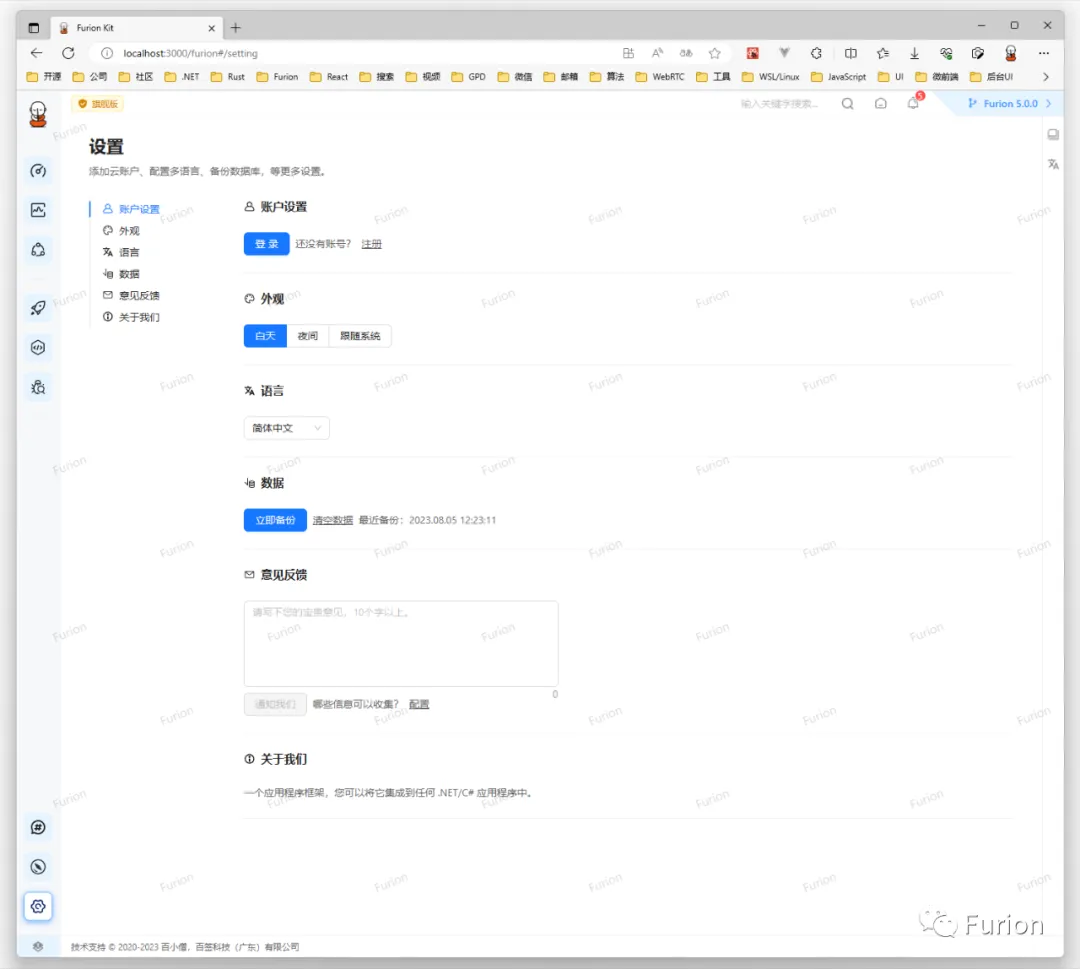 Furion Kit
localhost:3000/furion#/setting
开源 公司 社区 .NET Rust Furion React 搜索 视频 GPD 微信 邮箱 算法 WebRTC 工具 WSL/Linux JavaScript UI 微前端 后台UI
旗舰版 输入关键字搜索... 5 Furion 5.0.0
设置
添加云账户、配置多语言、备份数据库，等更多设置。
账户设置
外观
语言
数据
意见反馈
关于我们
账户设置
登 录 还没有账号？ 注册
外观
白天 夜间 跟随系统
语言
简体中文
数据
立即备份 清空数据 最近备份：2023.08.05 12:23:11
意见反馈
请写下您的宝贵意见，10个字以上。
0
通知我们 哪些信息可以收集？ 配置
关于我们
一个应用程序框架，您可以将它集成到任何 .NET/C# 应用程序中。
Furion
技术支持 © 2020-2023 百小僧，百签科技（广东）有限公司